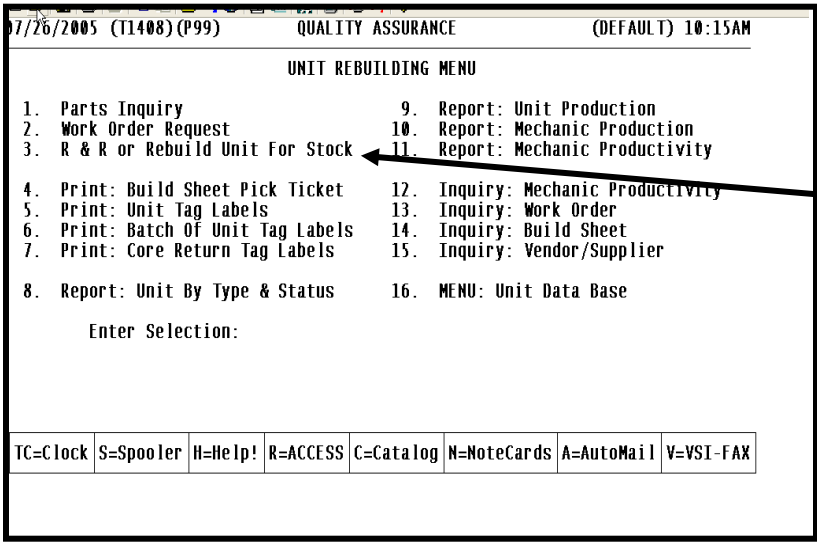 07/26/2005 (T1408)(P99) QUALITY ASSURANCE (DEFAULT) 10:15AM
UNIT REBUILDING MENU
1. Parts Inquiry 9. Report: Unit Production
2. Work Order Request 10. Report: Mechanic Production
3. R & R or Rebuild Unit For Stock 11. Report: Mechanic Productivity
4. Print: Build Sheet Pick Ticket 12. Inquiry: Mechanic Productivity
5. Print: Unit Tag Labels 13. Inquiry: Work Order
6. Print: Batch Of Unit Tag Labels 14. Inquiry: Build Sheet
7. Print: Core Return Tag Labels 15. Inquiry: Vendor/Supplier
8. Report: Unit By Type & Status 16. MENU: Unit Data Base
Enter Selection:
TC=Clock S=Spooler H=Help! R=ACCESS C=Catalog N=NoteCards A=AutoMail V=VSI-FAX